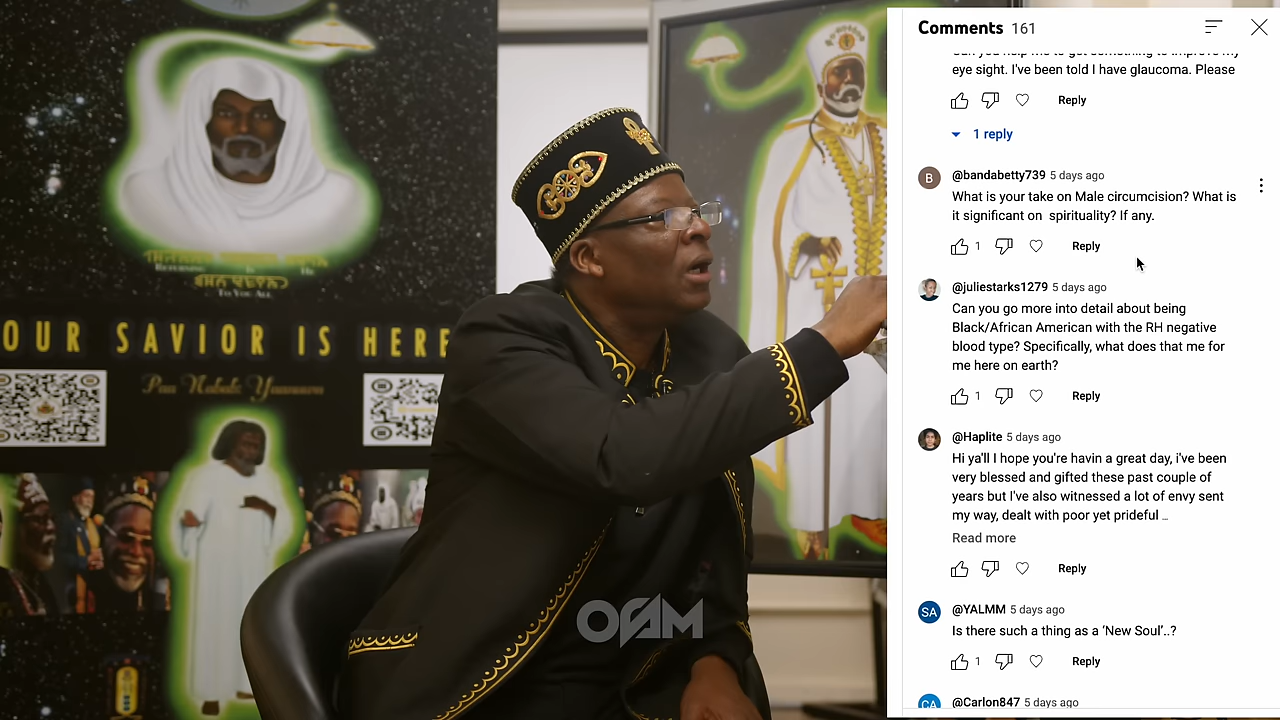 OUR SAVIOR IS HERE
TO YOU ALL
OSAM
Comments 161
eye sight. I've been told I have glaucoma. Please
Reply
1 reply
B
@bandabetty739 5 days ago
What is your take on Male circumcision? What is
it significant on spirituality? If any.
1
Reply
@juliestarks1279 5 days ago
Can you go more into detail about being
Black/African American with the RH negative
blood type? Specifically, what does that me for
me here on earth?
1
Reply
@Haplite 5 days ago
Hi ya'll I hope you're havin a great day, i've been
very blessed and gifted these past couple of
years but I've also witnessed a lot of envy sent
my way, dealt with poor yet prideful ...
Read more
Reply
SA
@YALMM 5 days ago
Is there such a thing as a ‘New Soul’..?
1
Reply
CA
@Carlon847 5 days ago